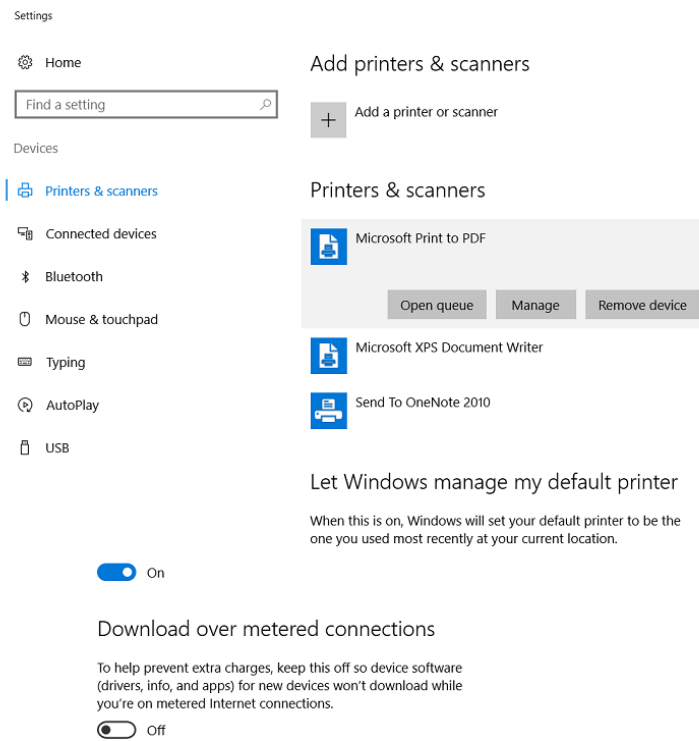 Settings
Home
Find a setting
Devices
Printers & scanners
Connected devices
Bluetooth
Mouse & touchpad
Typing
AutoPlay
USB
Add printers & scanners
Add a printer or scanner
Printers & scanners
Microsoft Print to PDF
Open queue Manage Remove device
Microsoft XPS Document Writer
Send To OneNote 2010
Let Windows manage my default printer
When this is on, Windows will set your default printer to be the
one you used most recently at your current location.
On
Download over metered connections
To help prevent extra charges, keep this off so device software
(drivers, info, and apps) for new devices won't download while
you're on metered Internet connections.
Off